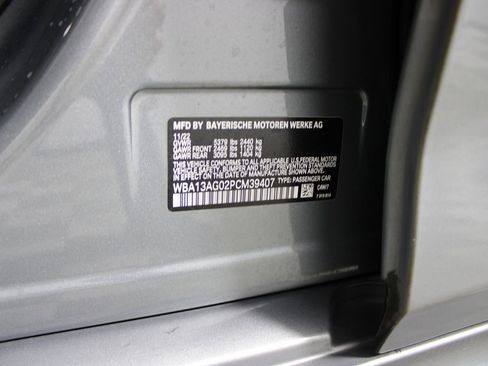 MFD BY BAYERISCHE MOTOREN WERKE AG
11/22
GVWR 5379 lbs 2440 kg
GAWR FRONT 2469 lbs 1120 kg
GAWR REAR 3095 lbs 1404 kg
THIS VEHICLE CONFORMS TO ALL APPLICABLE U.S. FEDERAL MOTOR
VEHICLE SAFETY, BUMPER, AND THEFT PREVENTION STANDARDS
IN EFFECT ON THE DATE OF MANUFACTURE SHOWN ABOVE.
WBA13AG02PCM39407 TYPE: PASSENGER CAR